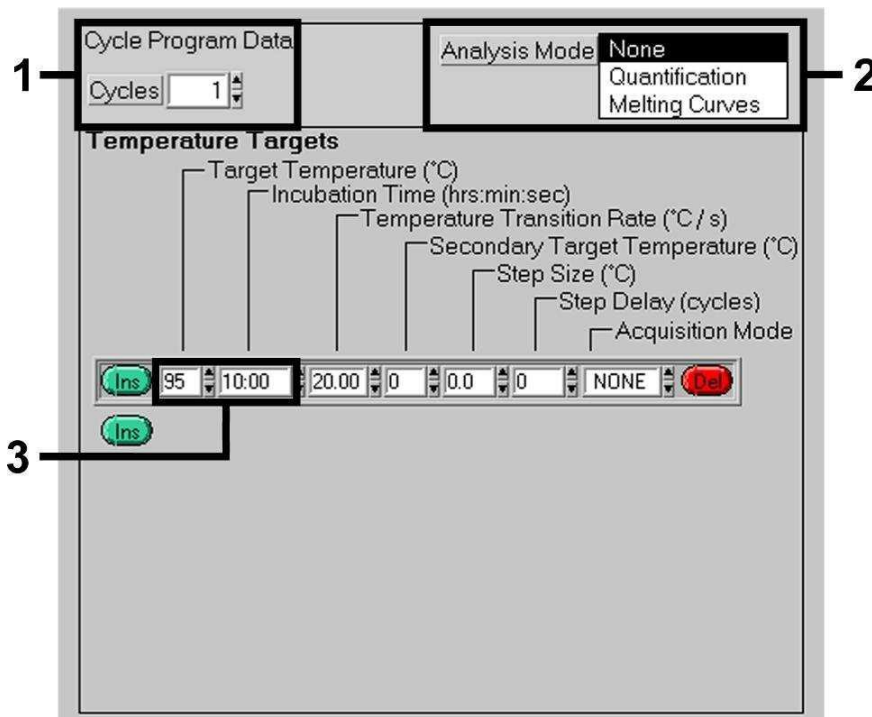 Cycle Program Data
Cycles 1
Analysis Mode None
Quantification
Melting Curves
1
2
Temperature Targets
Target Temperature (°C)
Incubation Time (hrs:min:sec)
Temperature Transition Rate (°C / s)
Secondary Target Temperature (°C)
Step Size (°C)
Step Delay (cycles)
Acquisition Mode
Ins 95 10:00 20.00 0 0.0 0 NONE Del
Ins
3